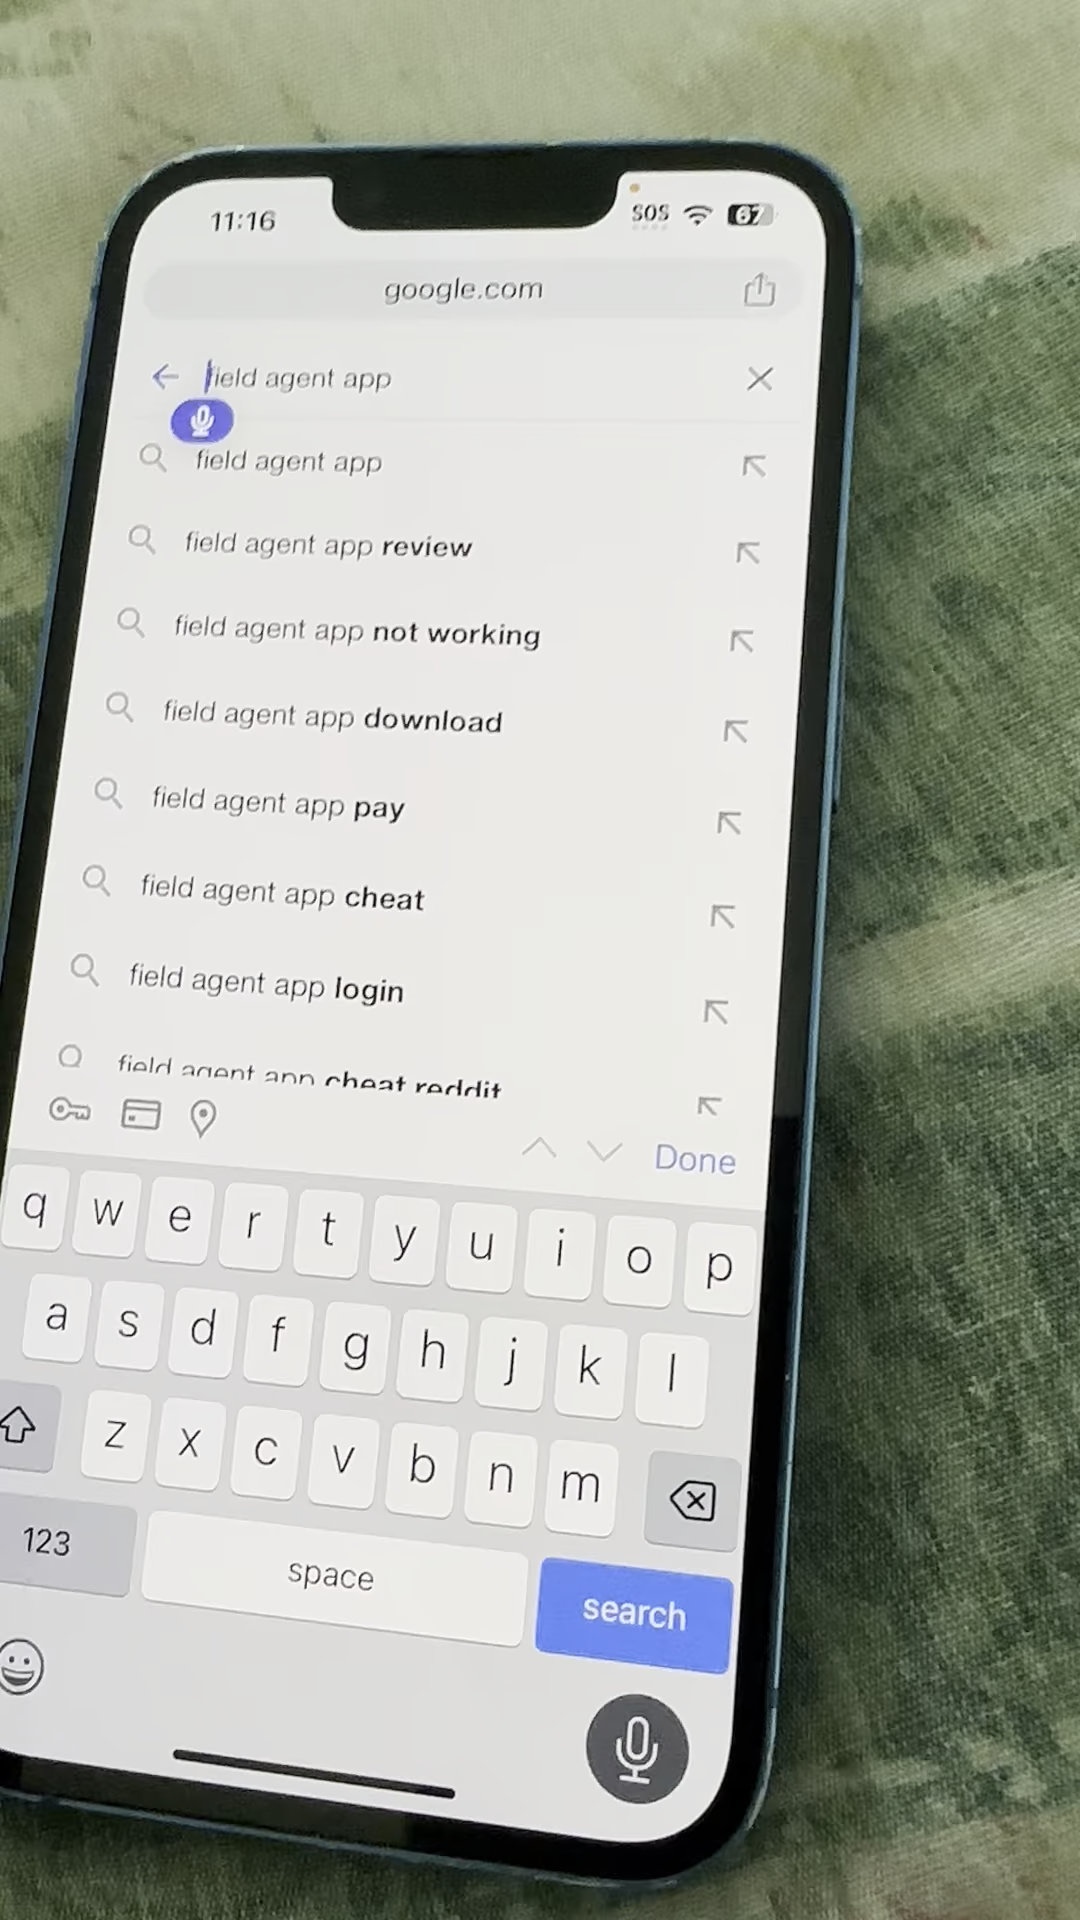 11:16
SOS
67
google.com
field agent app
field agent app
field agent app review
field agent app not working
field agent app download
field agent app pay
field agent app cheat
field agent app login
field agent app cheat reddit
Done
q w e r t y u i o p
a s d f g h j k l
z x c v b n m
123
space
search